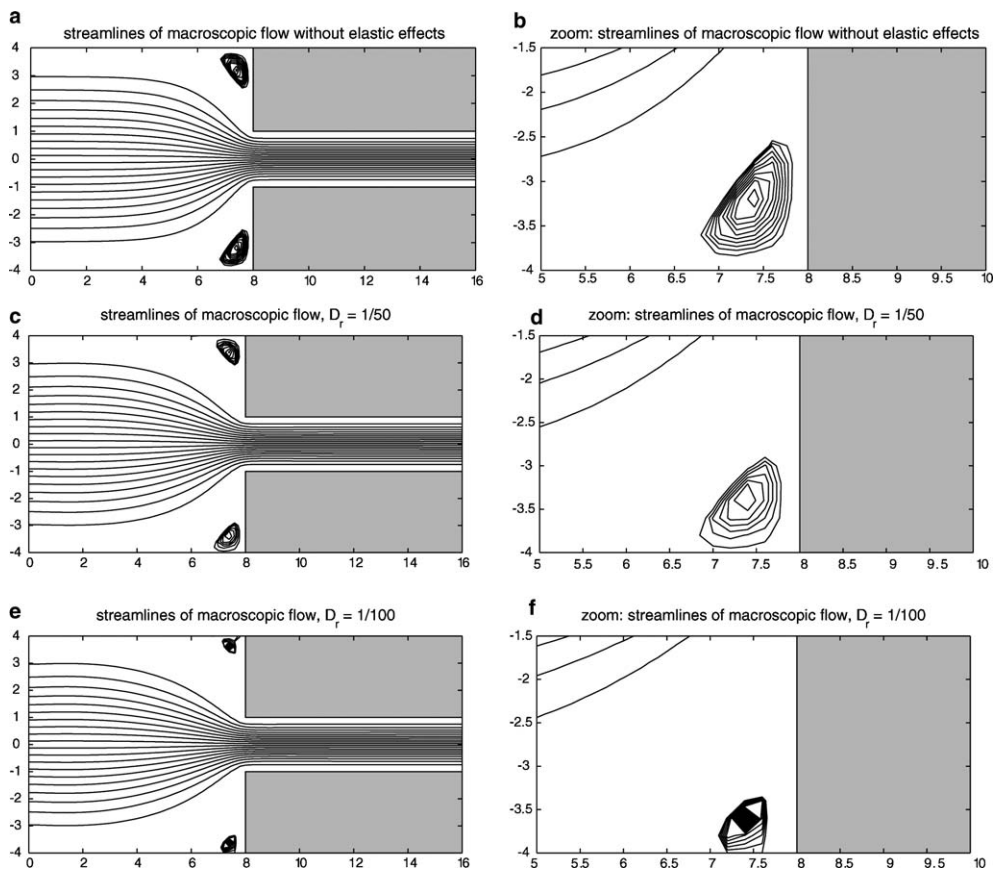 a
streamlines of macroscopic flow without elastic effects
4
3
2
1
0
-1
-2
-3
-4
0 2 4 6 8 10 12 14 16
b
zoom: streamlines of macroscopic flow without elastic effects
-1.5
-2
-2.5
-3
-3.5
-4
5 5.5 6 6.5 7 7.5 8 8.5 9 9.5 10
c
streamlines of macroscopic flow, D_r = 1/50
4
3
2
1
0
-1
-2
-3
-4
0 2 4 6 8 10 12 14 16
d
zoom: streamlines of macroscopic flow, D_r = 1/50
-1.5
-2
-2.5
-3
-3.5
-4
5 5.5 6 6.5 7 7.5 8 8.5 9 9.5 10
e
streamlines of macroscopic flow, D_r = 1/100
4
3
2
1
0
-1
-2
-3
-4
0 2 4 6 8 10 12 14 16
f
zoom: streamlines of macroscopic flow, D_r = 1/100
-1.5
-2
-2.5
-3
-3.5
-4
5 5.5 6 6.5 7 7.5 8 8.5 9 9.5 10